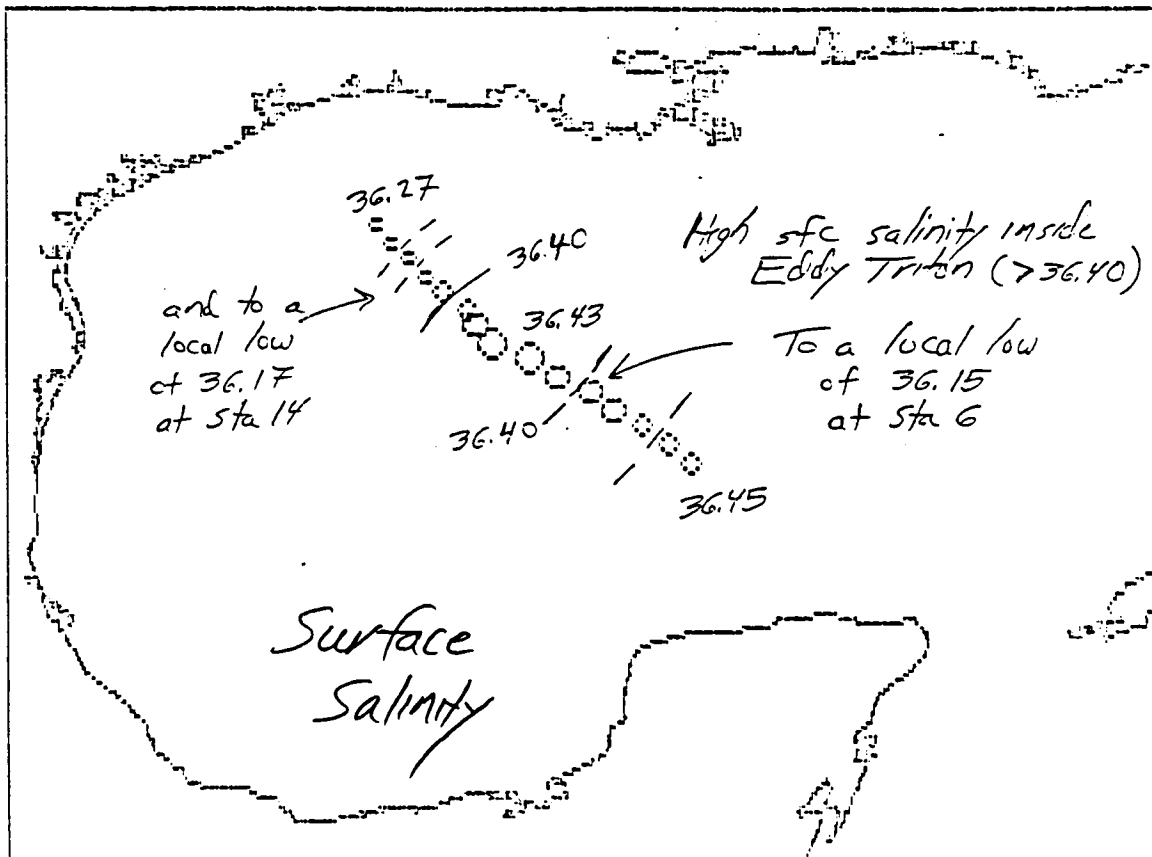 36.27
36.40
High sfc salinity inside
Eddy Triton (>36.40)
and to a
local low
of 36.17
at sta 14
36.43
To a local low
of 36.15
at sta 6
36.40
36.45
Surface
Salinity